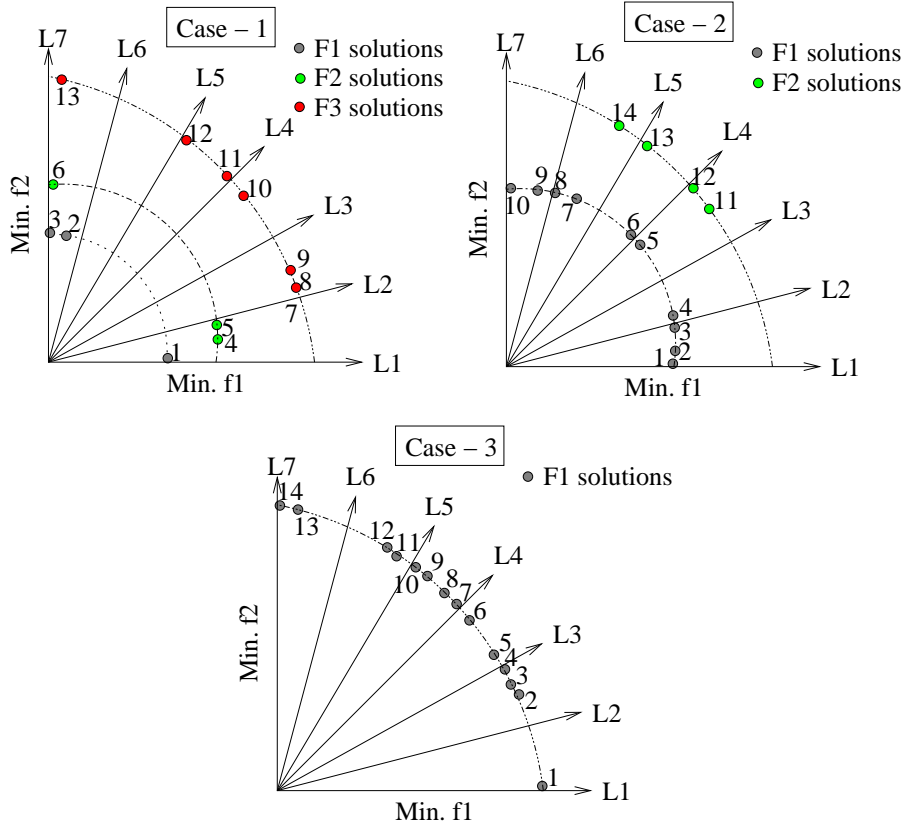 Case – 1
F1 solutions
F2 solutions
F3 solutions
L7
L6
L5
L4
L3
L2
L1
13
12
11
10
9
8
7
6
5
4
3
2
1
Min. f2
Min. f1
Case – 2
F1 solutions
F2 solutions
L7
L6
L5
L4
L3
L2
L1
14
13
12
11
10
9
8
7
6
5
4
3
2
1
Min. f2
Min. f1
Case – 3
F1 solutions
L7
L6
L5
L4
L3
L2
L1
14
13
12
11
10
9
8
7
6
5
4
3
2
1
Min. f2
Min. f1